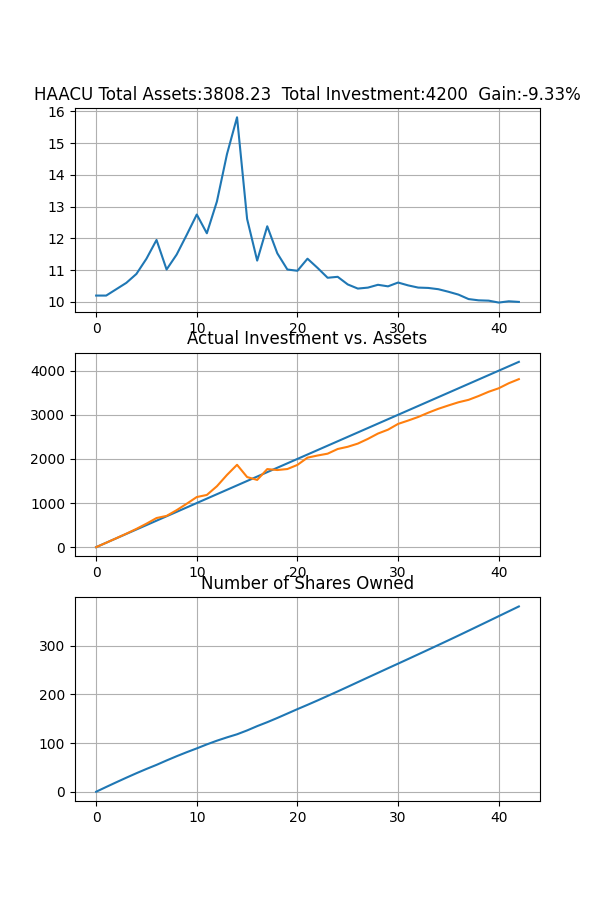 HAACU Total Assets:3808.23  Total Investment:4200  Gain:-9.33%
16
15
14
13
12
11
10
0 10 20 30 40
Actual Investment vs. Assets
4000
3000
2000
1000
0
0 10 20 30 40
Number of Shares Owned
300
200
100
0
0 10 20 30 40